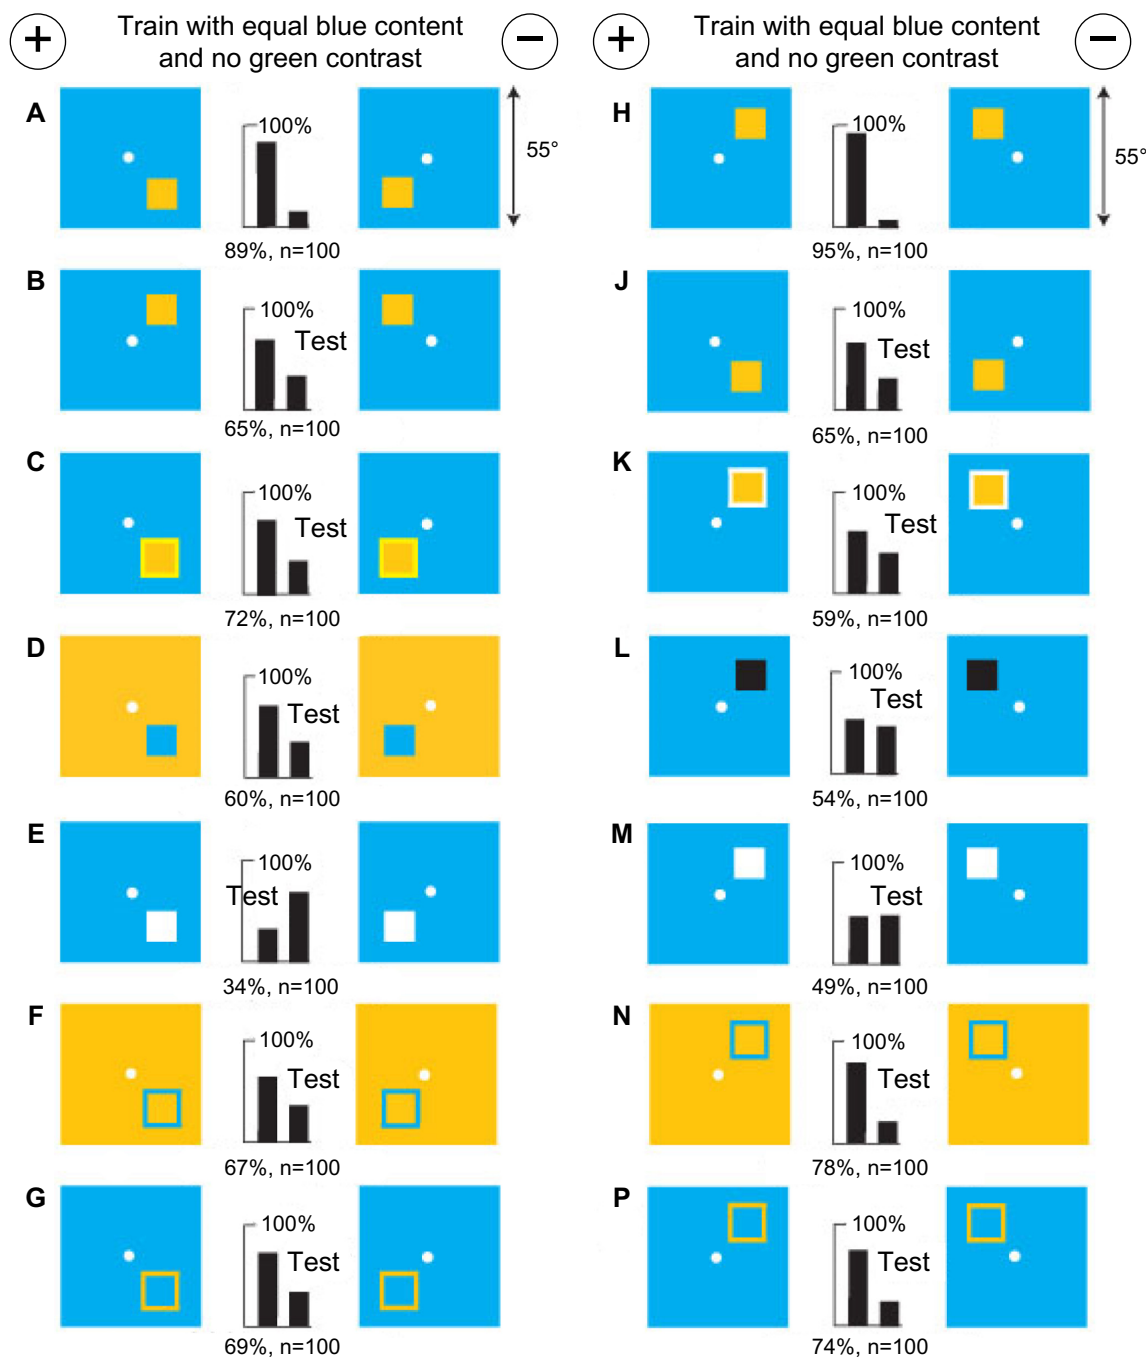 + Train with equal blue content − + Train with equal blue content −
and no green contrast and no green contrast
A 100% 55° H 100% 55°
89%, n=100 95%, n=100
B 100% J 100%
Test Test
65%, n=100 65%, n=100
C 100% K 100%
Test Test
72%, n=100 59%, n=100
D 100% L 100%
Test Test
60%, n=100 54%, n=100
E 100% M 100%
Test Test
34%, n=100 49%, n=100
F 100% N 100%
Test Test
67%, n=100 78%, n=100
G 100% P 100%
Test Test
69%, n=100 74%, n=100